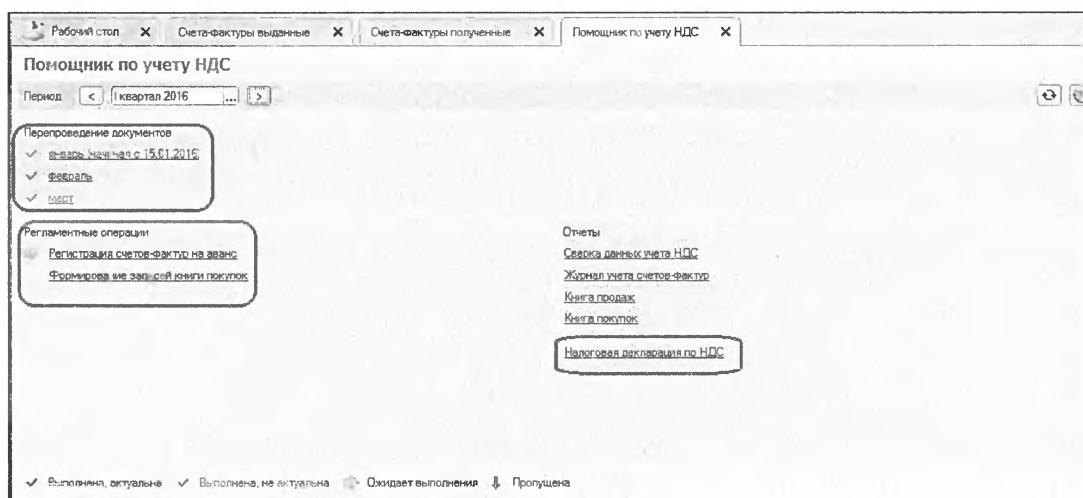 Рабочий стол X Счета-фактуры выданные X Счета-фактуры полученные X Помощник по учету НДС X
Помощник по учету НДС
Период < I квартал 2016 ... >
Перепроведение документов
январь (начиная с 15.01.2016)
февраль
март
Регламентные операции
Регистрация счетов-фактур на аванс
Формирование записей книги покупок
Отчеты
Сверка данных учета НДС
Журнал учета счетов-фактур
Книга продаж
Книга покупок
Налоговая декларация по НДС
Выполнена, актуальна Выполнена, не актуальна Ожидает выполнения Пропущена